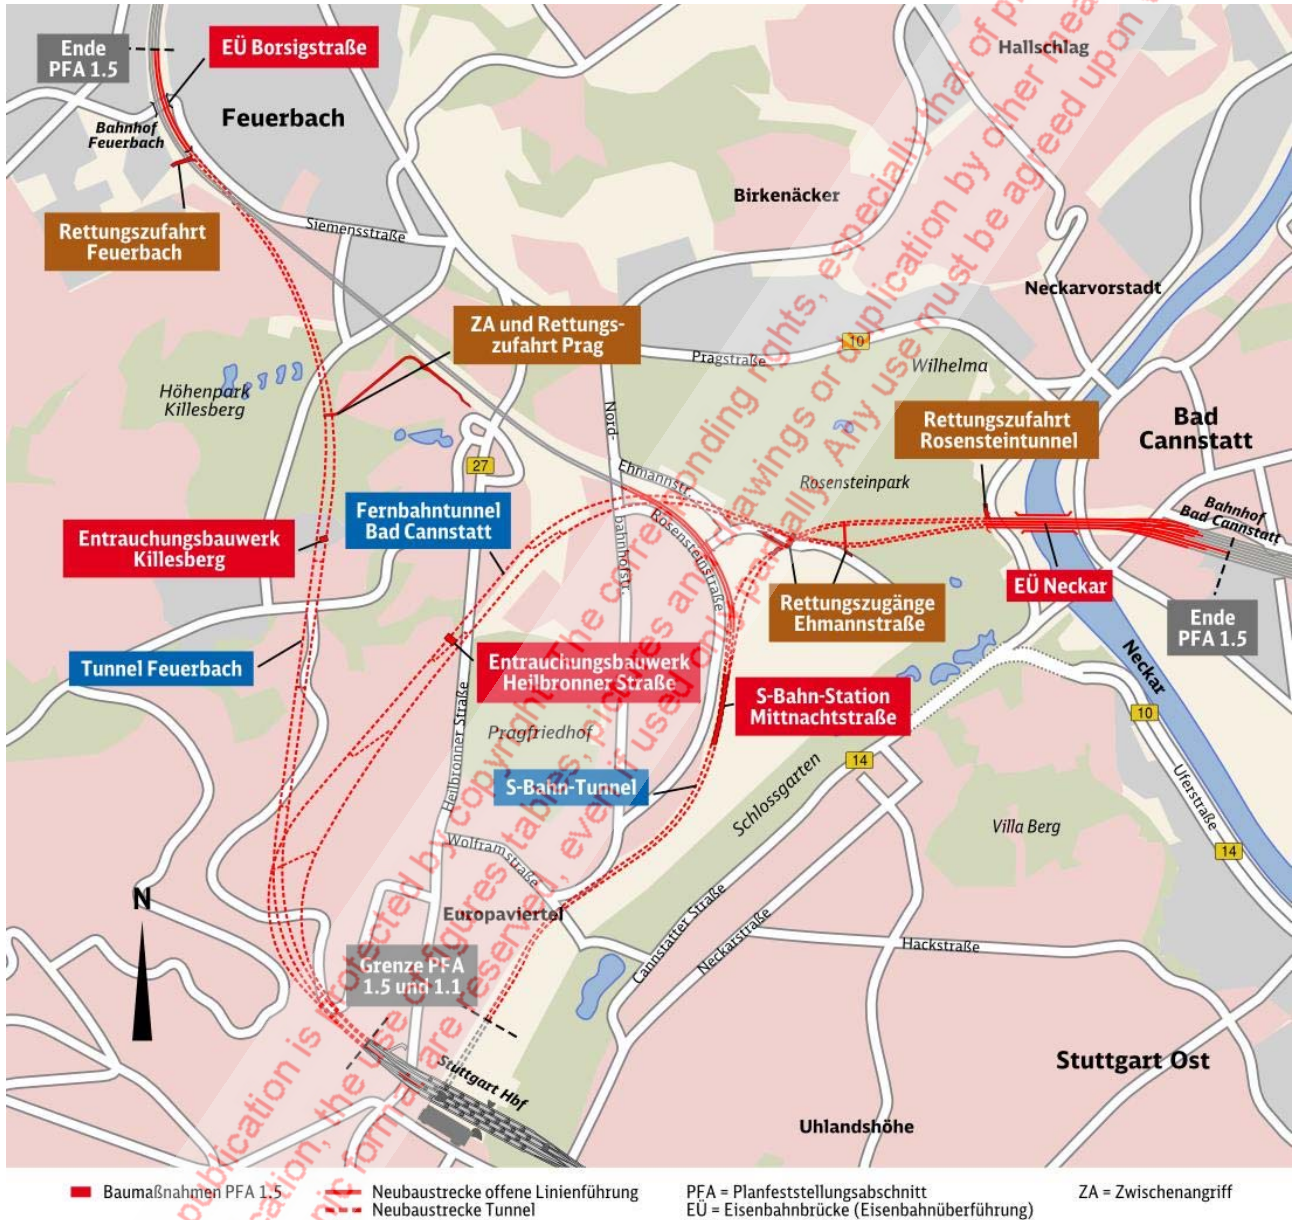 Ende
PFA 1.5
EÜ Borsigstraße
Hallschlag
Feuerbach
Bahnhof
Feuerbach
Birkenäcker
Rettungszufahrt
Feuerbach
Siemensstraße
Neckarvorstadt
ZA und Rettungs-
zufahrt Prag
10
Pragstraße
Wilhelma
Höhenpark
Killesberg
Nord-
bahnhofstr.
Rettungszufahrt
Rosensteintunnel
Bad
Cannstatt
27
Ehmannstr.
Rosensteinpark
Fernbahntunnel
Bad Cannstatt
Rosensteinstraße
Bahnhof
Bad Cannstatt
Entrauchungsbauwerk
Killesberg
EÜ Neckar
Rettungszugänge
Ehmannstraße
Ende
PFA 1.5
Tunnel Feuerbach
Entrauchungsbauwerk
Heilbronner Straße
Neckar
S-Bahn-Station
Mittnachtstraße
10
Heilbronner Straße
Pragfriedhof
14
S-Bahn-Tunnel
Schlossgarten
Uferstraße
Villa Berg
14
Wolframstraße
N
Europaviertel
Cannstatter Straße
Neckarstraße
Hackstraße
Grenze PFA
1.5 und 1.1
Stuttgart Hbf
Stuttgart Ost
Uhlandshöhe
Baumaßnahmen PFA 1.5
Neubaustrecke offene Linienführung
Neubaustrecke Tunnel
PFA = Planfeststellungsabschnitt
EÜ = Eisenbahnbrücke (Eisenbahnüberführung)
ZA = Zwischenangriff